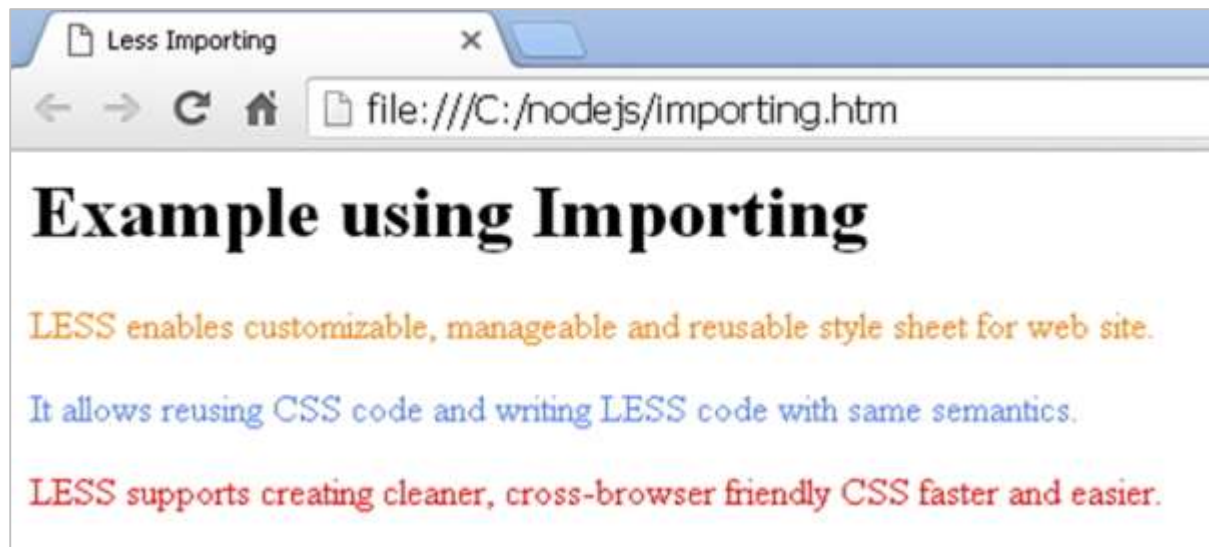 Less Importing
file:///C:/nodejs/importing.htm
Example using Importing
LESS enables customizable, manageable and reusable style sheet for web site.
It allows reusing CSS code and writing LESS code with same semantics.
LESS supports creating cleaner, cross-browser friendly CSS faster and easier.